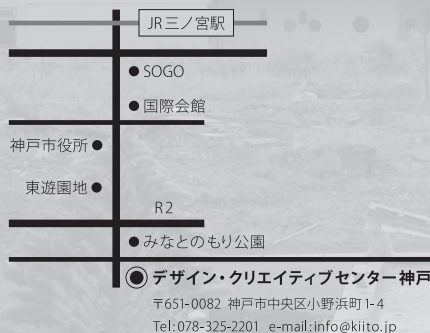 JR三ノ宮駅
SOGO
国際会館
神戸市役所
東遊園地
R2
みなとのもり公園
デザイン・クリエイティブセンター神戸
〒651-0082 神戸市中央区小野浜町1-4
Tel:078-325-2201 e-mail:info@kiito.jp